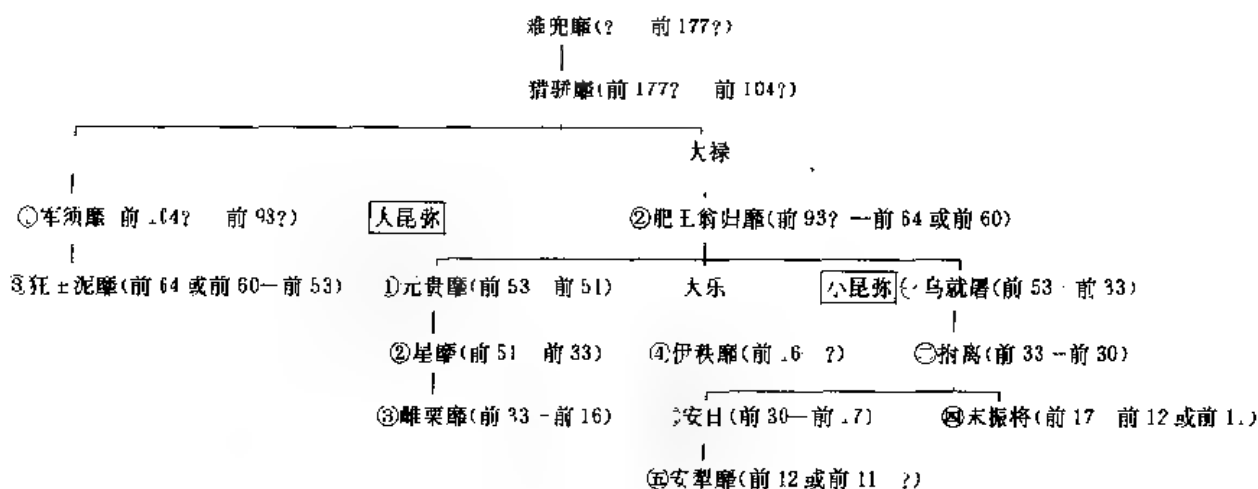 难兜靡(? 前177?)
猎骄靡(前177? 前104?)
大禄
①军须靡 前104? 前93?) 大昆弥 ②肥王翁归靡(前93?—前64或前60)
③狂王泥靡(前64或前60—前53) ①元贵靡(前53 前51) 大乐 小昆弥 乌就屠(前53-前33)
②星靡(前51 前33) ④伊秩靡(前16 ?) ㊁拊离(前33—前30)
③雌栗靡(前33-前16) 安日(前30—前17) ㊃末振将(前17 前12或前11)
㊄安犁靡(前12或前11 ?)